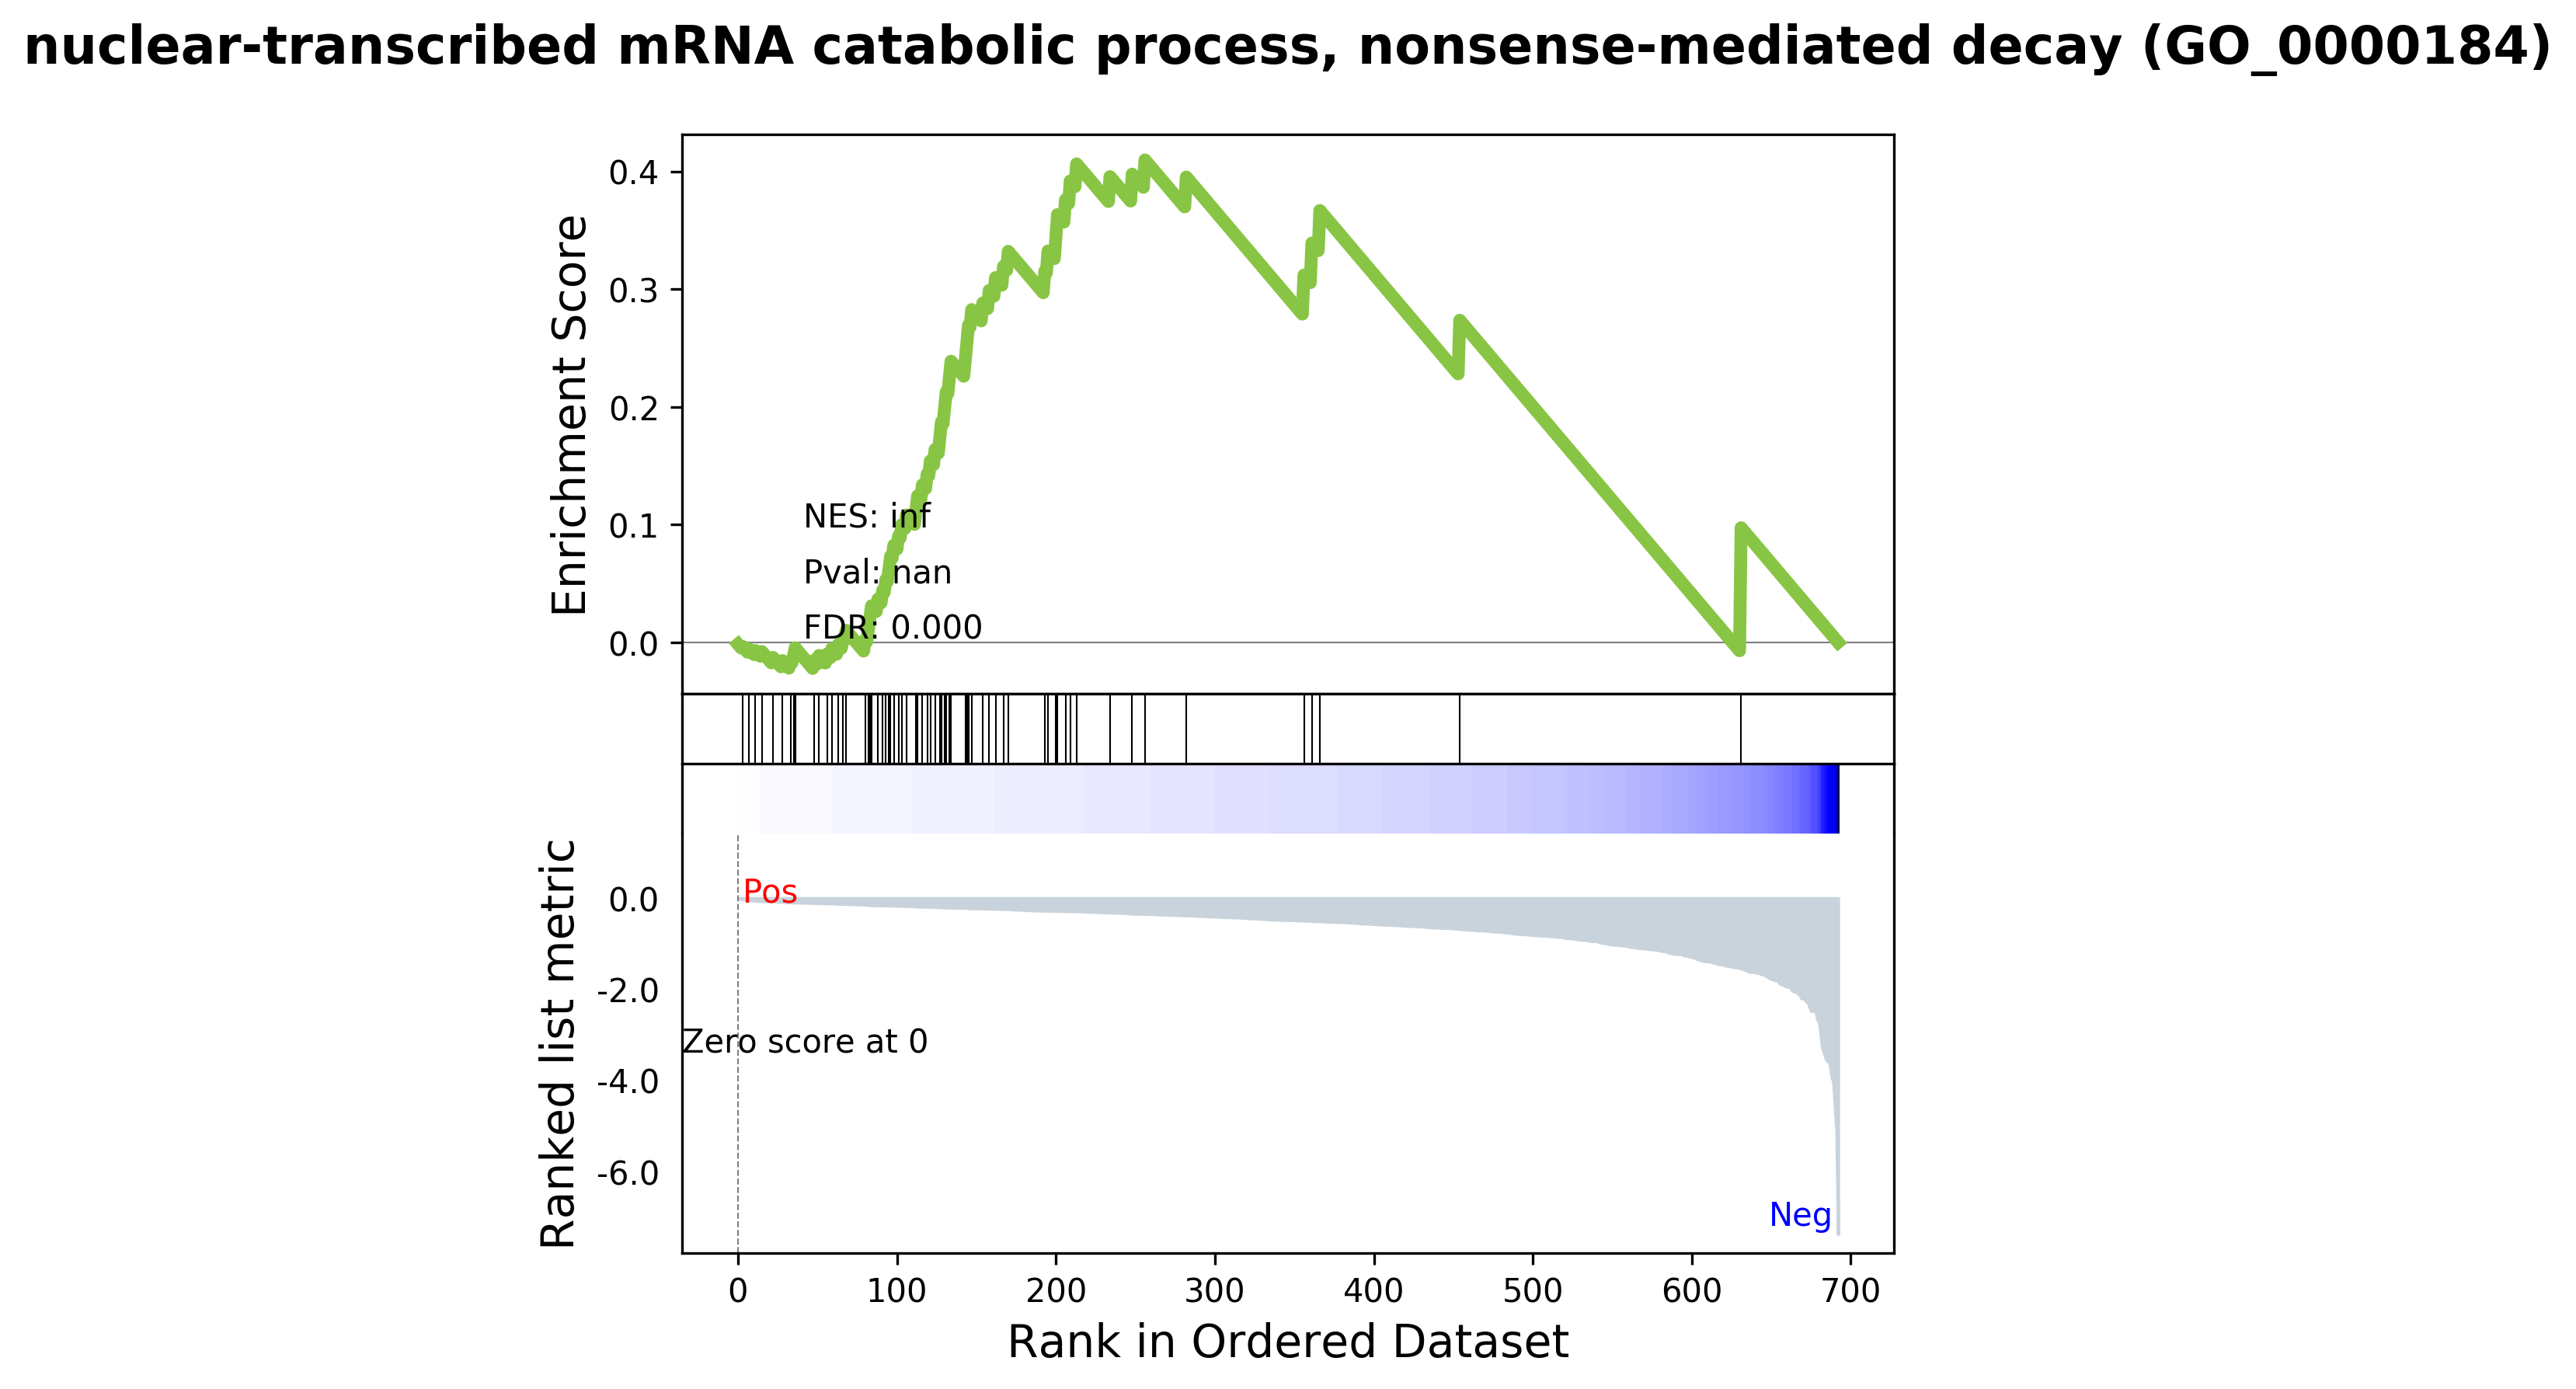 nuclear-transcribed mRNA catabolic process, nonsense-mediated decay (GO_0000184)
Enrichment Score
0.4
0.3
0.2
0.1
0.0
NES: inf
Pval: nan
FDR: 0.000
Ranked list metric
0.0
-2.0
-4.0
-6.0
Pos
Zero score at 0
Neg
0 100 200 300 400 500 600 700
Rank in Ordered Dataset